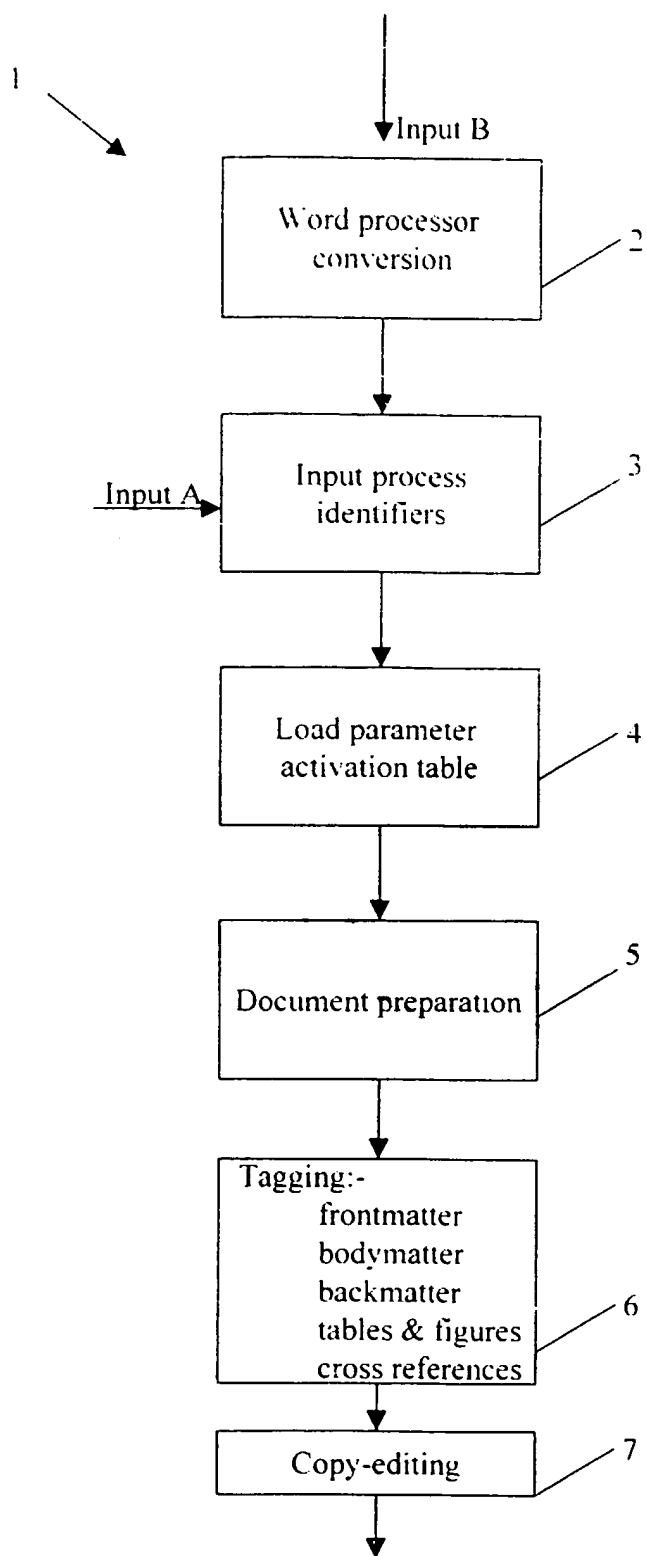 1
Input B
Word processor
conversion
2
Input process
identifiers
3
Input A
Load parameter
activation table
4
Document preparation
5
Tagging:-
frontmatter
bodymatter
backmatter
tables & figures
cross references
6
Copy-editing
7